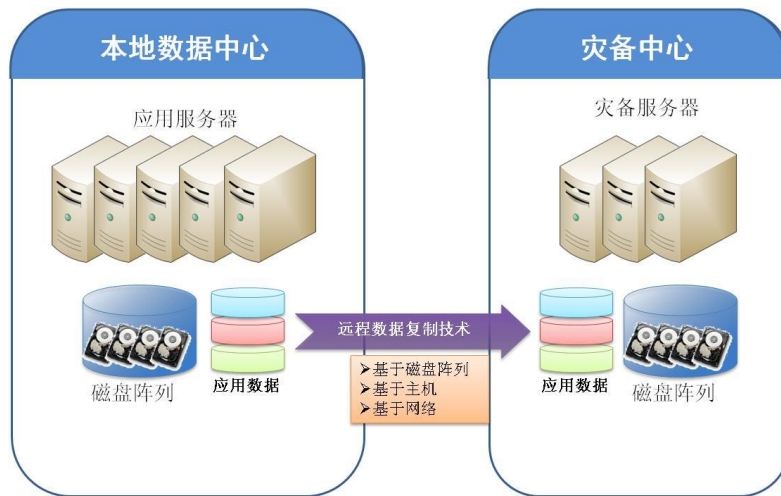 本地数据中心
灾备中心
应用服务器
灾备服务器
远程数据复制技术
➢基于磁盘阵列
➢基于主机
➢基于网络
磁盘阵列
应用数据
应用数据
磁盘阵列